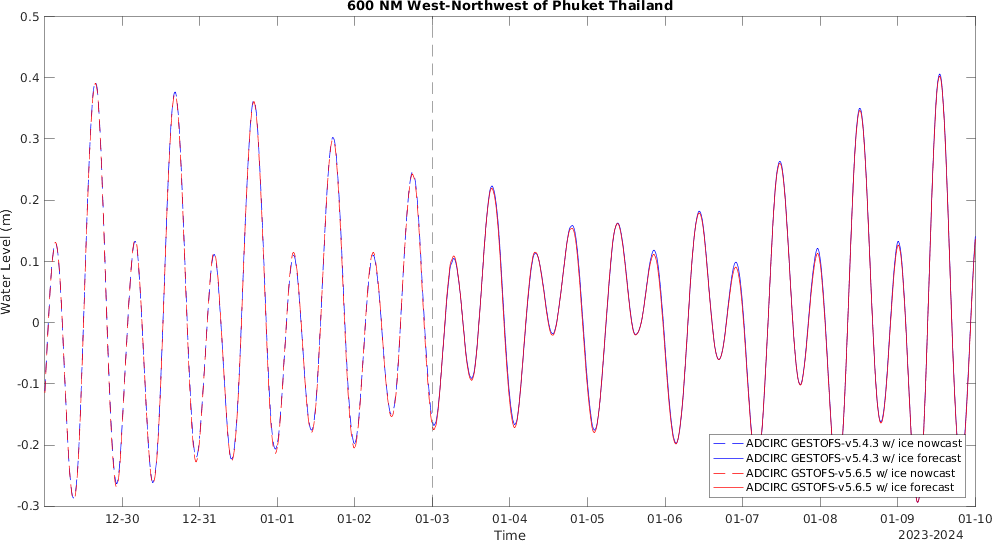 600 NM West-Northwest of Phuket Thailand
0.5
0.4
0.3
0.2
0.1
0
-0.1
-0.2
-0.3
Water Level (m)
ADCIRC GESTOFS-v5.4.3 w/ ice nowcast
ADCIRC GESTOFS-v5.4.3 w/ ice forecast
ADCIRC GSTOFS-v5.6.5 w/ ice nowcast
ADCIRC GSTOFS-v5.6.5 w/ ice forecast
12-30 12-31 01-01 01-02 01-03 01-04 01-05 01-06 01-07 01-08 01-09 01-10
Time
2023-2024